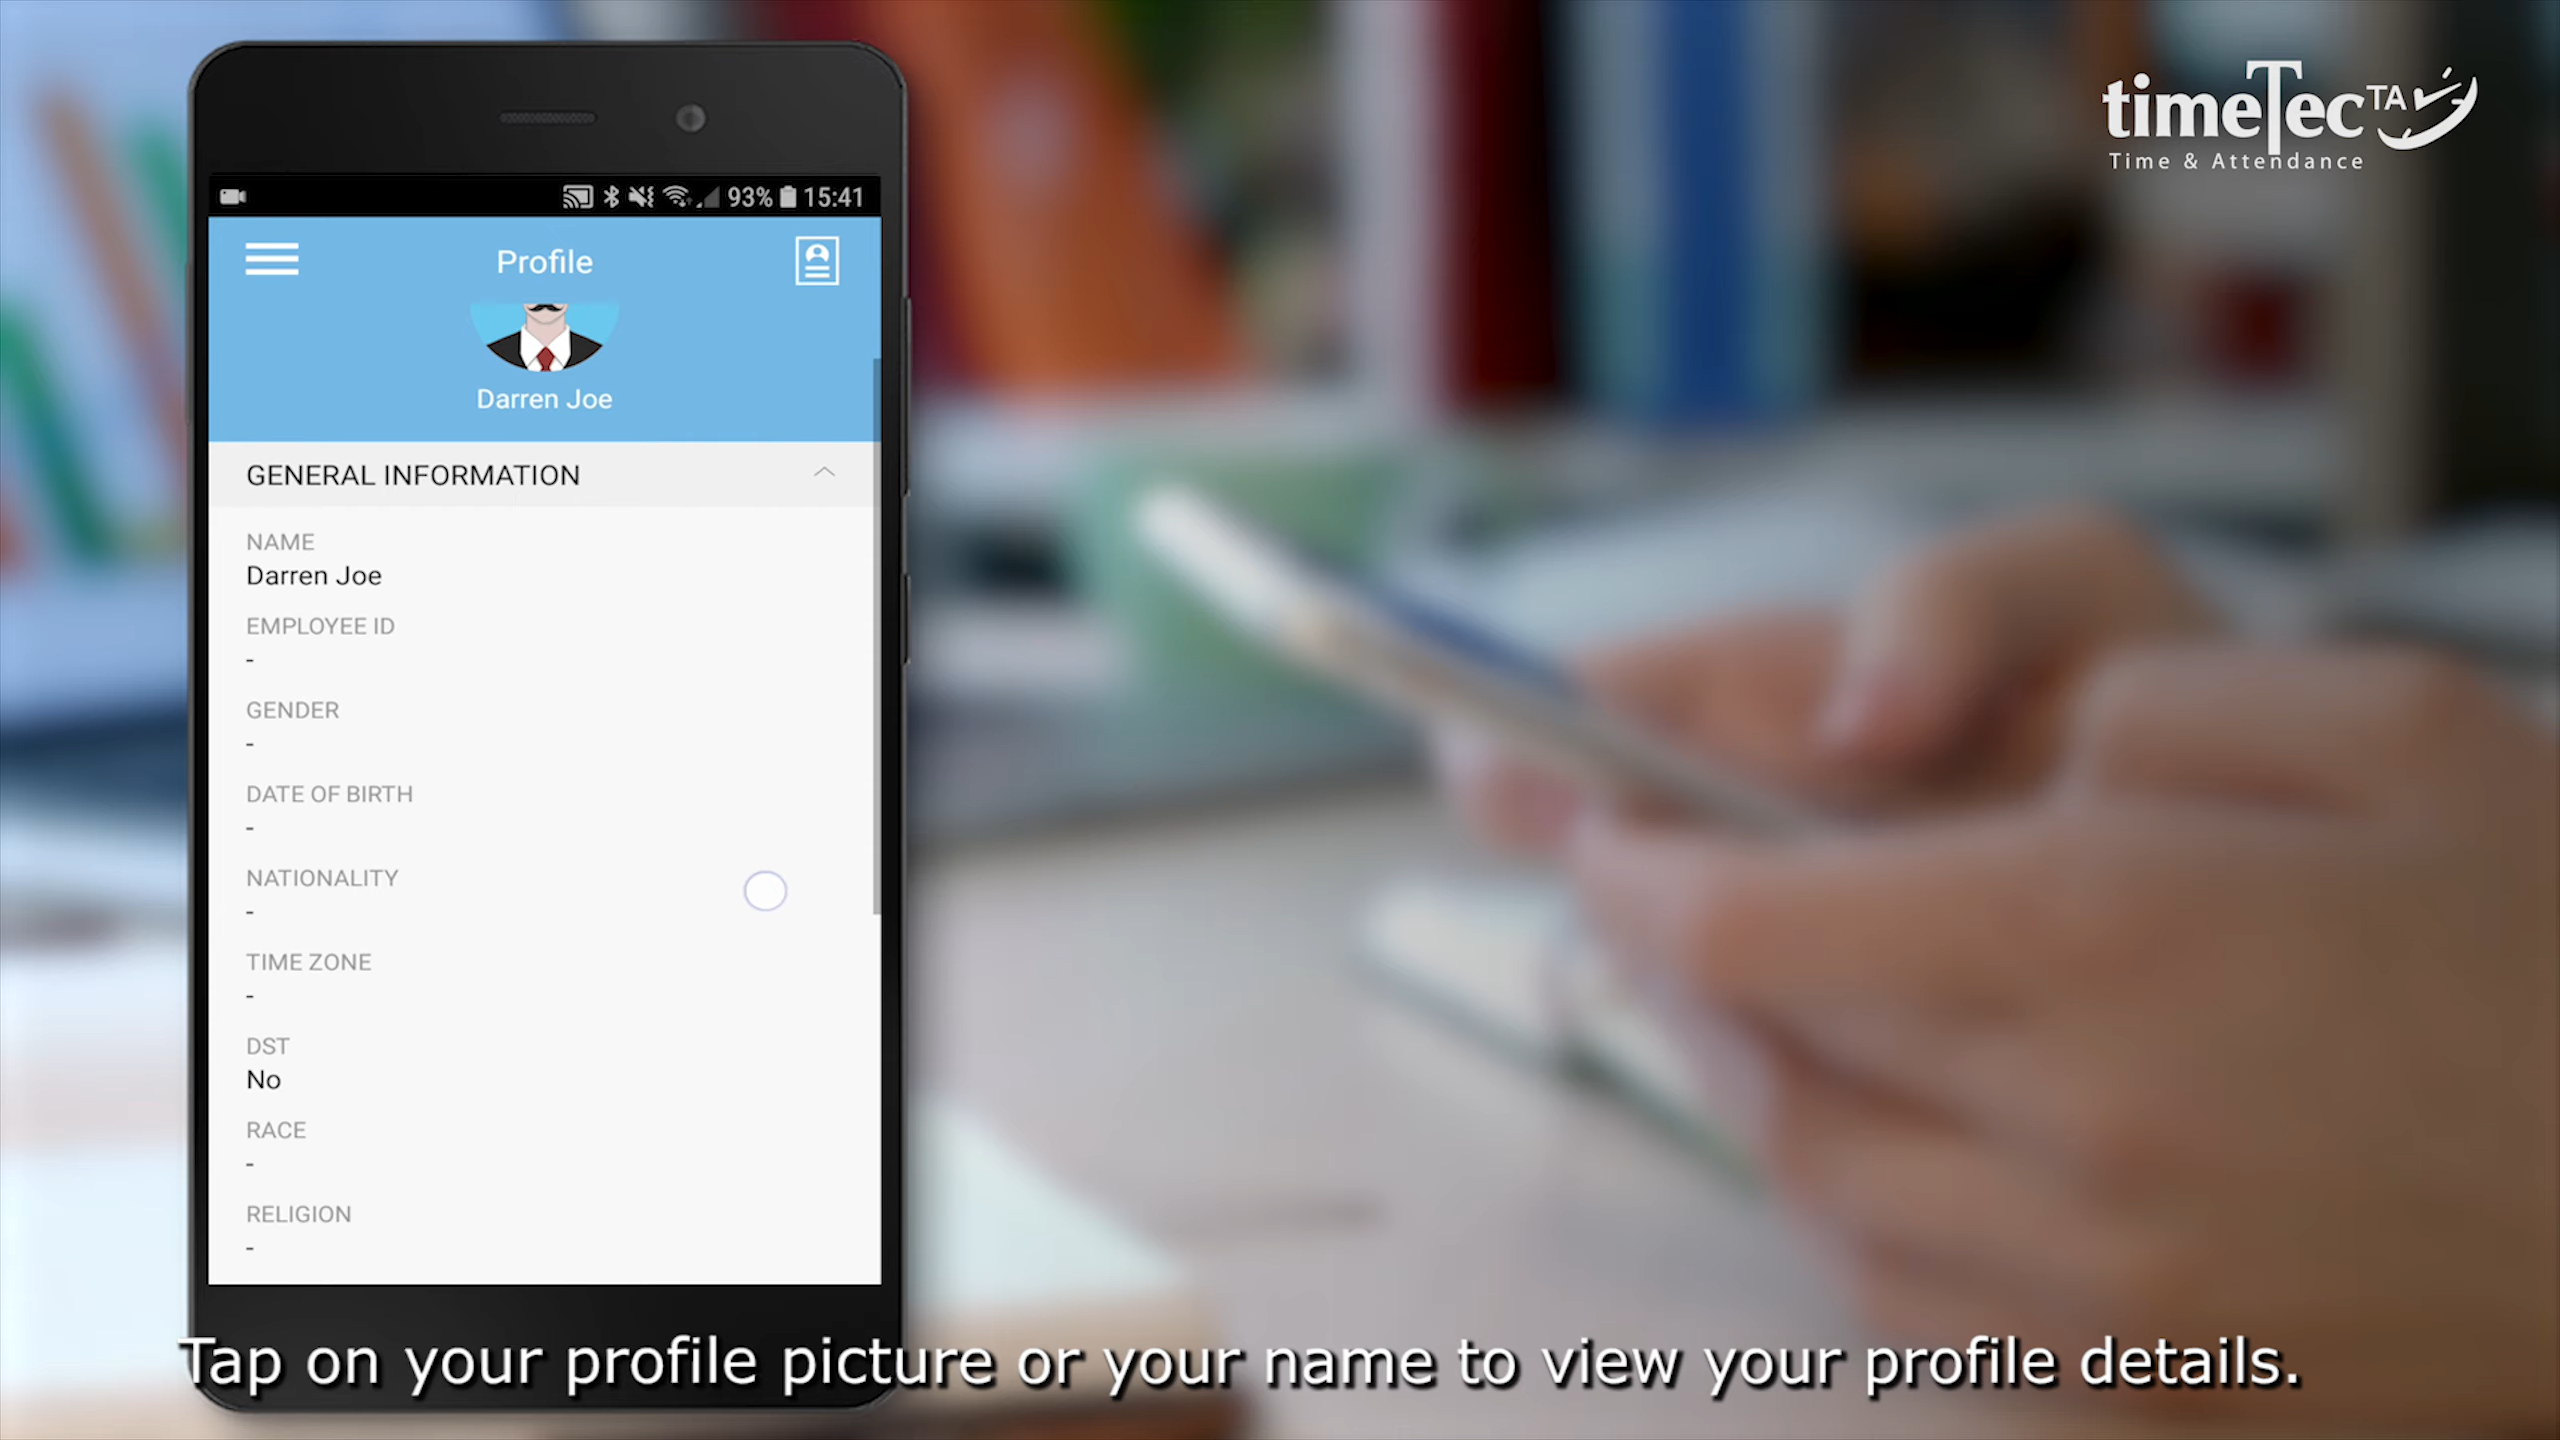 timeTec TA
Time & Attendance
93% 15:41
Profile
Darren Joe
GENERAL INFORMATION
NAME
Darren Joe
EMPLOYEE ID
-
GENDER
-
DATE OF BIRTH
-
NATIONALITY
-
TIME ZONE
-
DST
No
RACE
-
RELIGION
-
Tap on your profile picture or your name to view your profile details.